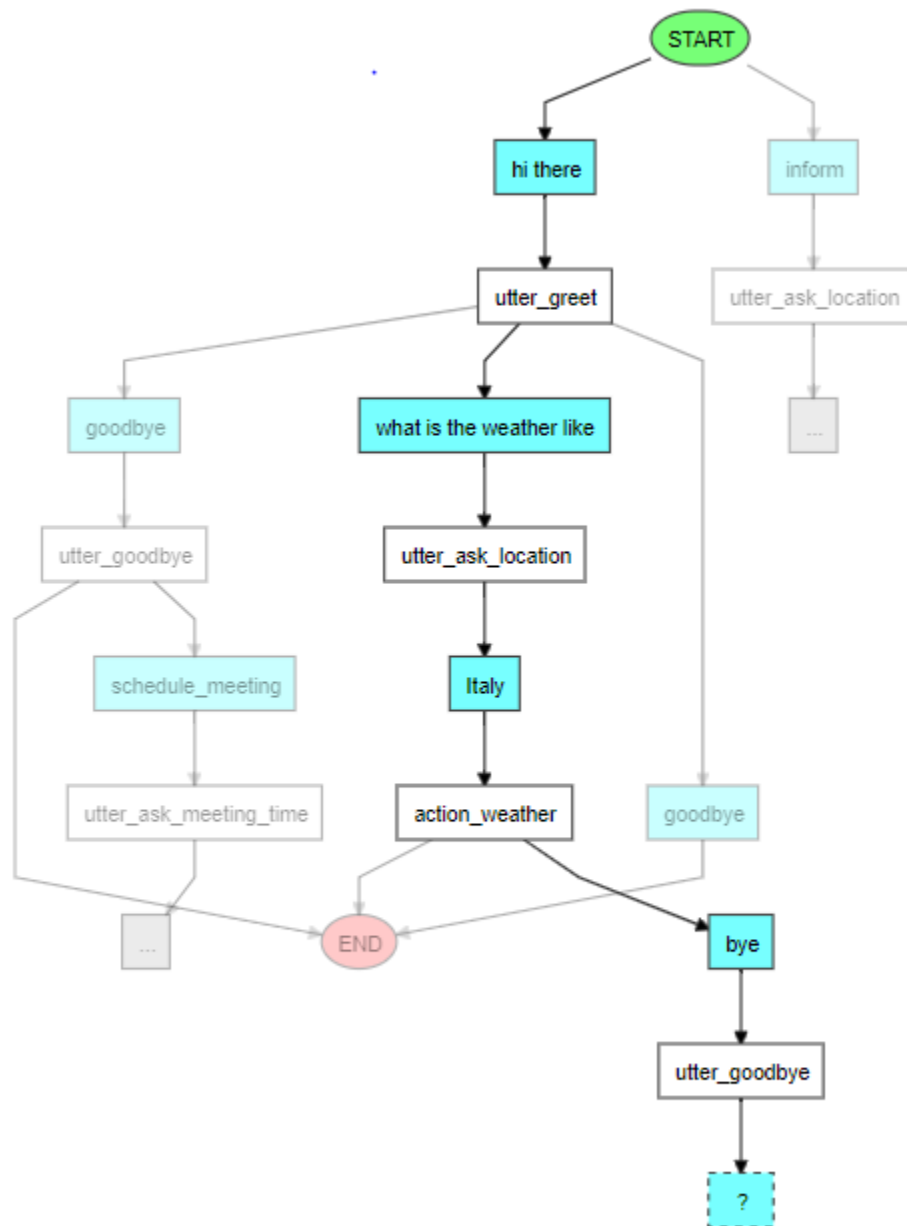 START
hi there
inform
utter_greet
utter_ask_location
goodbye
what is the weather like
...
utter_goodbye
utter_ask_location
schedule_meeting
Italy
utter_ask_meeting_time
action_weather
goodbye
...
END
bye
utter_goodbye
?